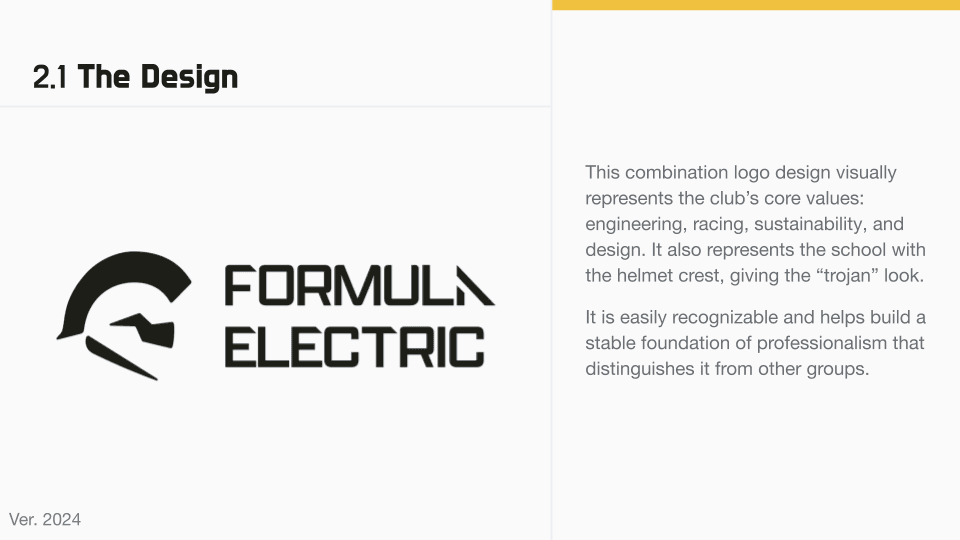 2.1 The Design
FORMULA
ELECTRIC
This combination logo design visually
represents the club’s core values:
engineering, racing, sustainability, and
design. It also represents the school with
the helmet crest, giving the “trojan” look.
It is easily recognizable and helps build a
stable foundation of professionalism that
distinguishes it from other groups.
Ver. 2024